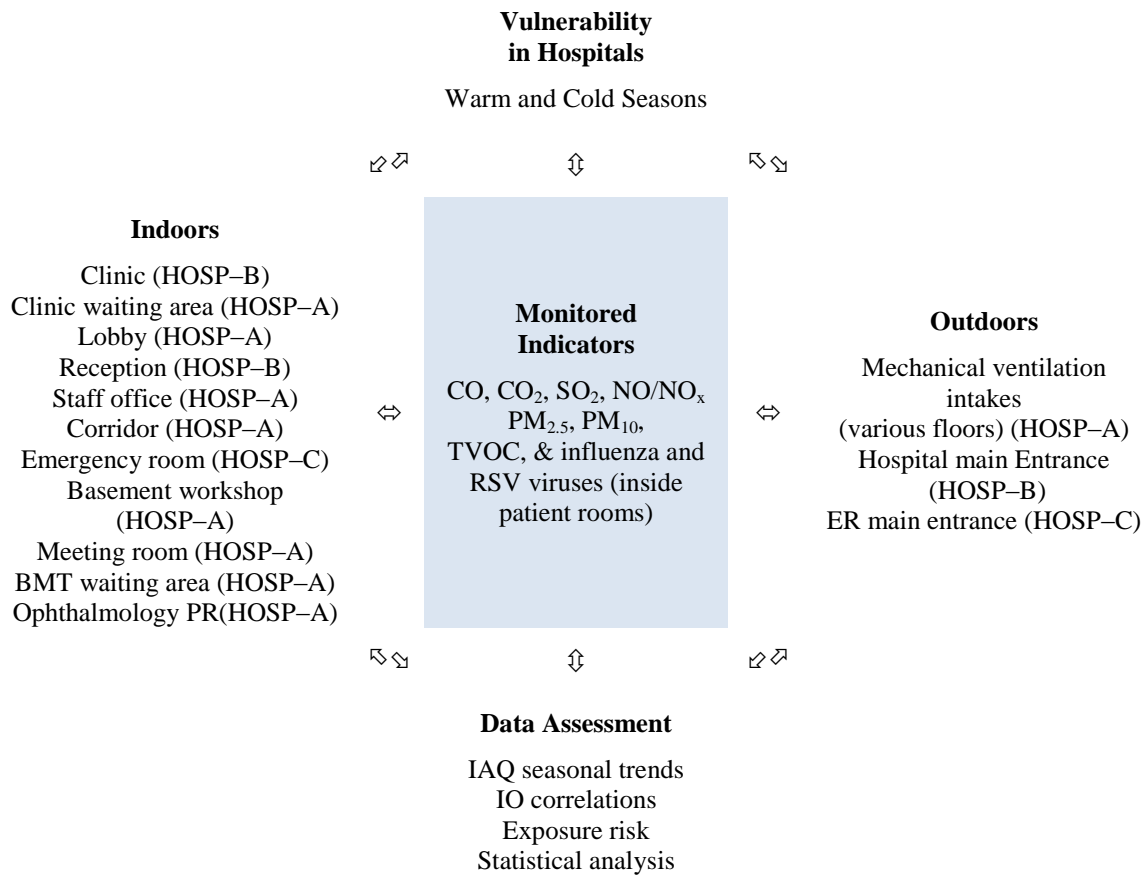 Vulnerability
in Hospitals
Warm and Cold Seasons
Indoors
Clinic (HOSP–B)
Clinic waiting area (HOSP–A)
Lobby (HOSP–A)
Reception (HOSP–B)
Staff office (HOSP–A)
Corridor (HOSP–A)
Emergency room (HOSP–C)
Basement workshop
(HOSP–A)
Meeting room (HOSP–A)
BMT waiting area (HOSP–A)
Ophthalmology PR(HOSP–A)
Monitored
Indicators
CO, CO₂, SO₂, NO/NOₓ
PM₂.₅, PM₁₀,
TVOC, & influenza and
RSV viruses (inside
patient rooms)
Outdoors
Mechanical ventilation
intakes
(various floors) (HOSP–A)
Hospital main Entrance
(HOSP–B)
ER main entrance (HOSP–C)
Data Assessment
IAQ seasonal trends
IO correlations
Exposure risk
Statistical analysis